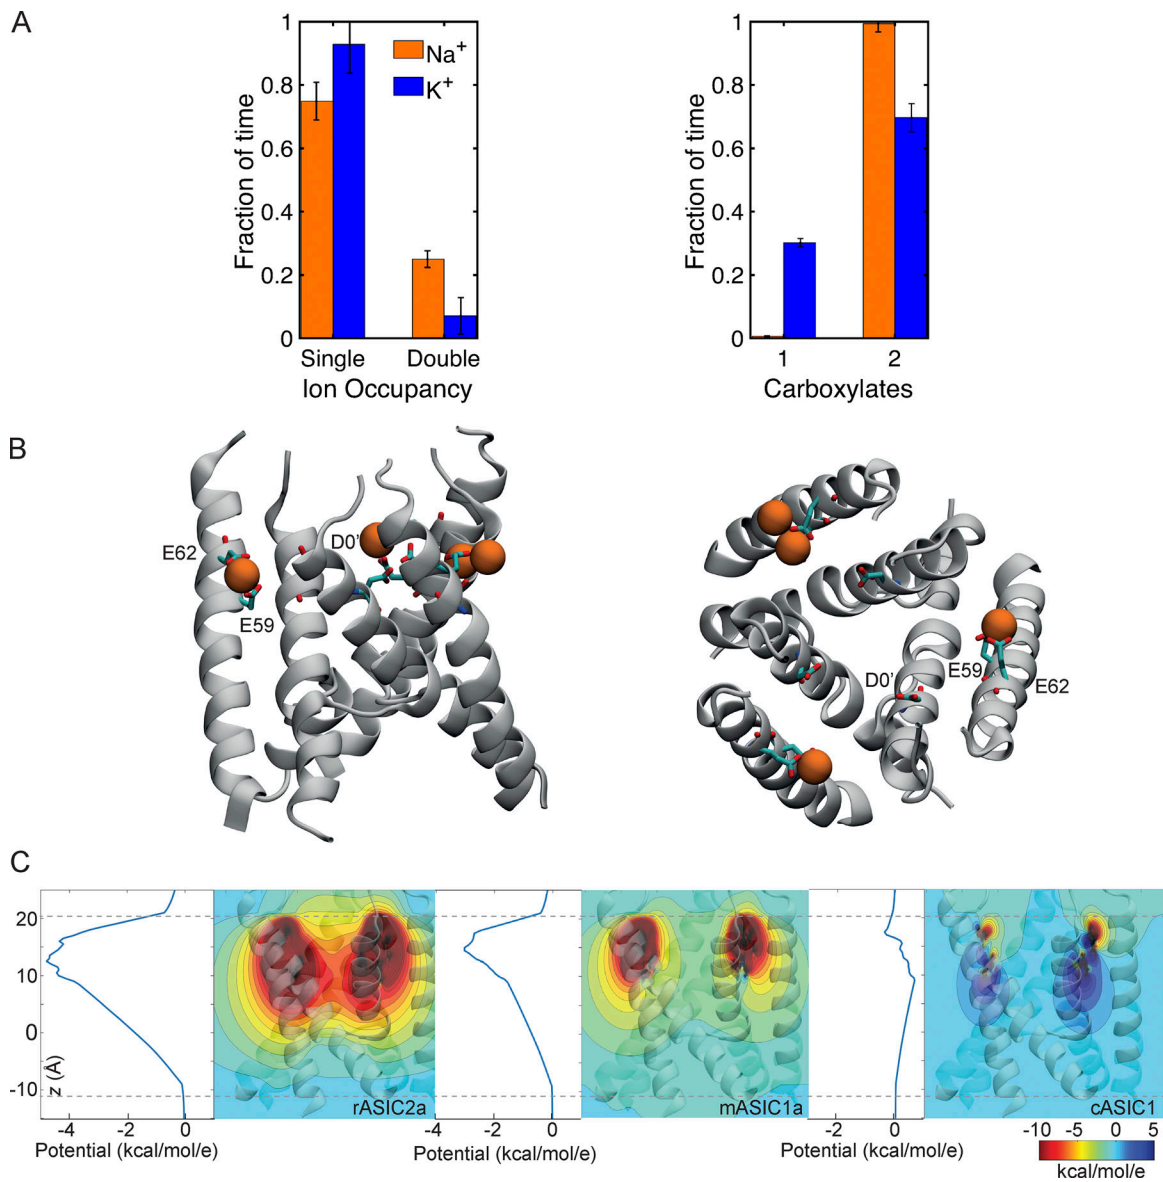 A
Fraction of time
1
0.8
0.6
0.4
0.2
0
Na+
K+
Single
Double
Ion Occupancy
Fraction of time
1
0.8
0.6
0.4
0.2
0
1
2
Carboxylates
B
E62
E59
D0'
D0'
E59
E62
C
20
10
0
-10
z (Å)
-4
-2
0
Potential (kcal/mol/e)
rASIC2a
-4
-2
0
Potential (kcal/mol/e)
mASIC1a
-2
0
Potential (kcal/mol/e)
cASIC1
-10
-5
0
5
kcal/mol/e